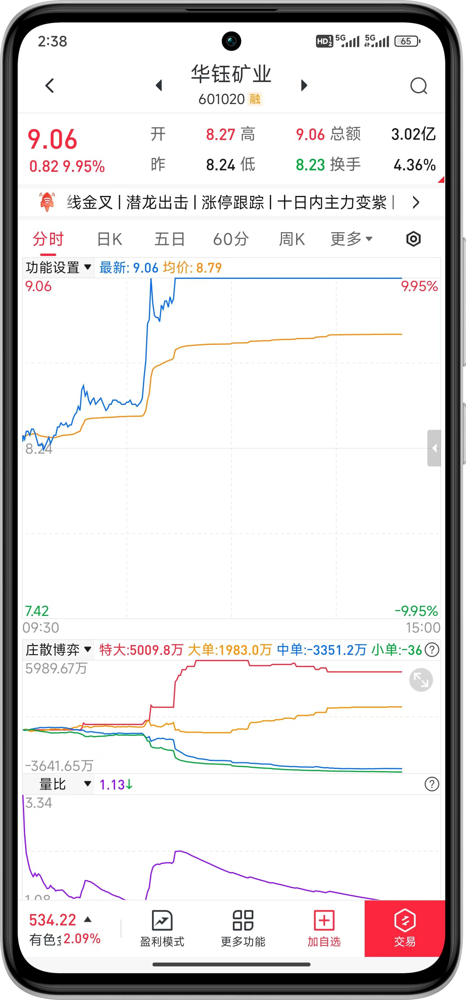 2:38
HD 1 2 5G 5G 65
华钰矿业
601020 融
9.06 开 8.27 高 9.06 总额 3.02亿
0.82 9.95% 昨 8.24 低 8.23 换手 4.36%
线金叉 | 潜龙出击 | 涨停跟踪 | 十日内主力变紫 |
分时 日K 五日 60分 周K 更多
功能设置 最新: 9.06 均价: 8.79
9.06 9.95%
8.24
7.42 -9.95%
09:30 15:00
庄散博弈 特大:5009.8万 大单:1983.0万 中单:-3351.2万 小单:-36 ?
5989.67万
-3641.65万
量比 1.13↓ ?
3.34
1.08
534.22
有色 2.09%
盈利模式 更多功能 加自选 交易